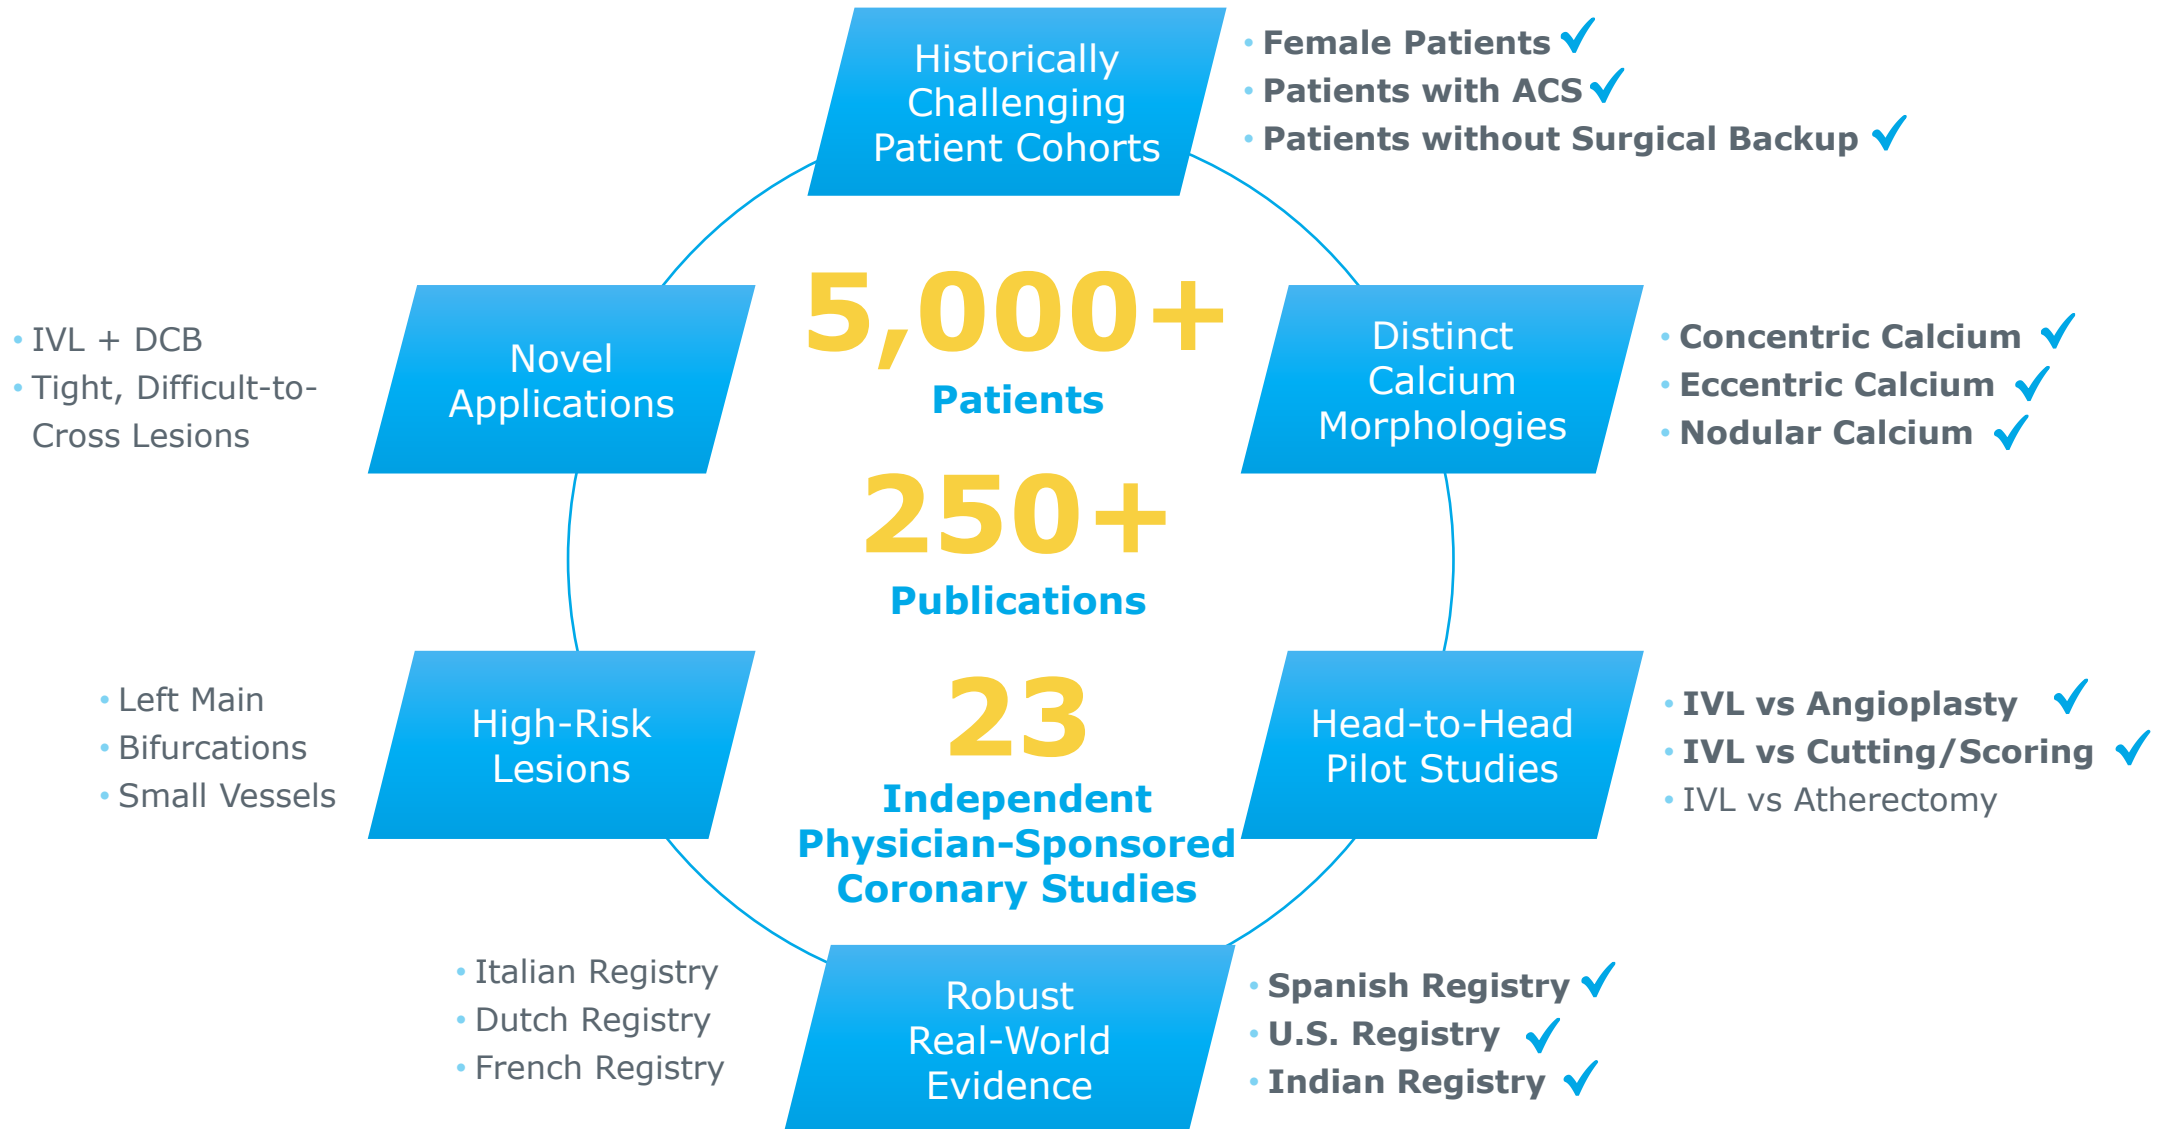 Historically
Challenging
Patient Cohorts
• Female Patients ✓
• Patients with ACS ✓
• Patients without Surgical Backup ✓
5,000+
Patients
250+
Publications
23
Independent
Physician-Sponsored
Coronary Studies
Distinct
Calcium
Morphologies
• Concentric Calcium ✓
• Eccentric Calcium ✓
• Nodular Calcium ✓
Head-to-Head
Pilot Studies
• IVL vs Angioplasty ✓
• IVL vs Cutting/Scoring ✓
• IVL vs Atherectomy
Robust
Real-World
Evidence
• Spanish Registry ✓
• U.S. Registry ✓
• Indian Registry ✓
• Italian Registry
• Dutch Registry
• French Registry
High-Risk
Lesions
• Left Main
• Bifurcations
• Small Vessels
Novel
Applications
• IVL + DCB
• Tight, Difficult-to-
Cross Lesions